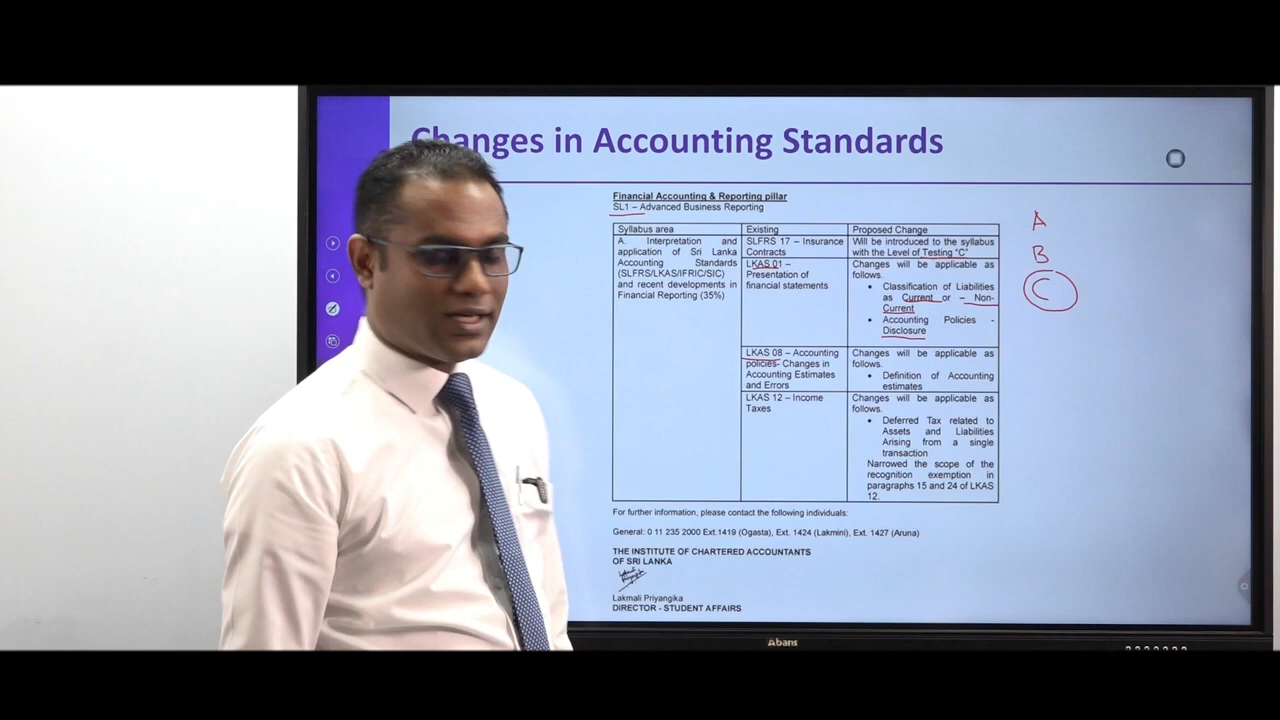 Changes in Accounting Standards
Financial Accounting & Reporting pillar
SL1 – Advanced Business Reporting
Syllabus area
Existing
Proposed Change
A. Interpretation and
application of Sri Lanka
Accounting Standards
(SLFRS/LKAS/IFRIC/SIC)
and recent developments in
Financial Reporting (35%)
SLFRS 17 – Insurance
Contracts
Will be introduced to the syllabus
with the Level of Testing "C"
LKAS 01 –
Presentation of
financial statements
Changes will be applicable as
follows.
• Classification of Liabilities
as Current or – Non-
Current
• Accounting Policies -
Disclosure
LKAS 08 – Accounting
policies- Changes in
Accounting Estimates
and Errors
Changes will be applicable as
follows.
• Definition of Accounting
estimates
LKAS 12 – Income
Taxes
Changes will be applicable as
follows.
• Deferred Tax related to
Assets and Liabilities
Arising from a single
transaction
Narrowed the scope of the
recognition exemption in
paragraphs 15 and 24 of LKAS
12.
A
B
C
For further information, please contact the following individuals:
General: 0 11 235 2000 Ext.1419 (Ogasta), Ext. 1424 (Lakmini), Ext. 1427 (Aruna)
THE INSTITUTE OF CHARTERED ACCOUNTANTS
OF SRI LANKA
Lakmali Priyangika
DIRECTOR - STUDENT AFFAIRS
Abans